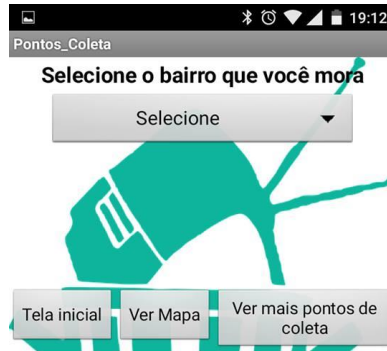 19:12
Pontos_Coleta
Selecione o bairro que você mora
Selecione
Tela inicial
Ver Mapa
Ver mais pontos de
coleta